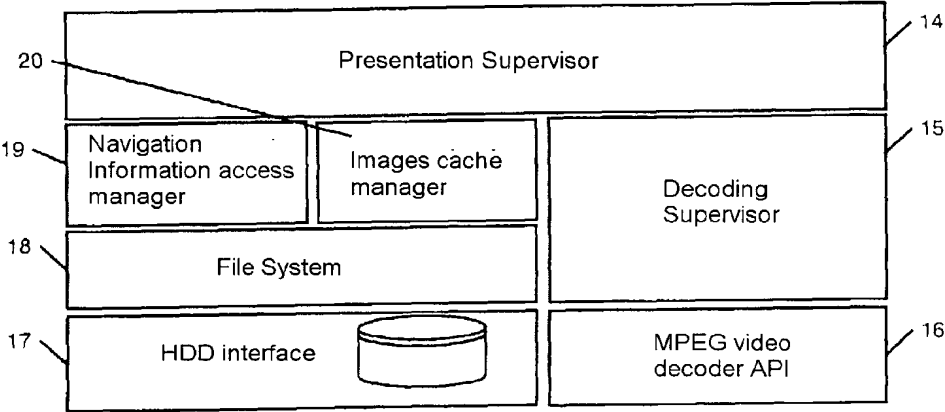 14
20
Presentation Supervisor
19
Navigation
Information access
manager
Images cache
manager
15
Decoding
Supervisor
18
File System
17
HDD interface
MPEG video
decoder API
16